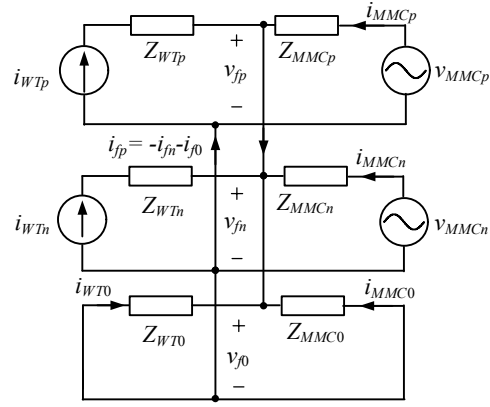 i_MMCp
Z_WTp + Z_MMCp
i_WTp v_fp v_MMCp
−
i_fp = -i_fn-i_f0
i_MMCn
Z_WTn + Z_MMCn
i_WTn v_fn v_MMCn
−
i_WT0 i_MMC0
Z_WT0 + Z_MMC0
v_f0
−